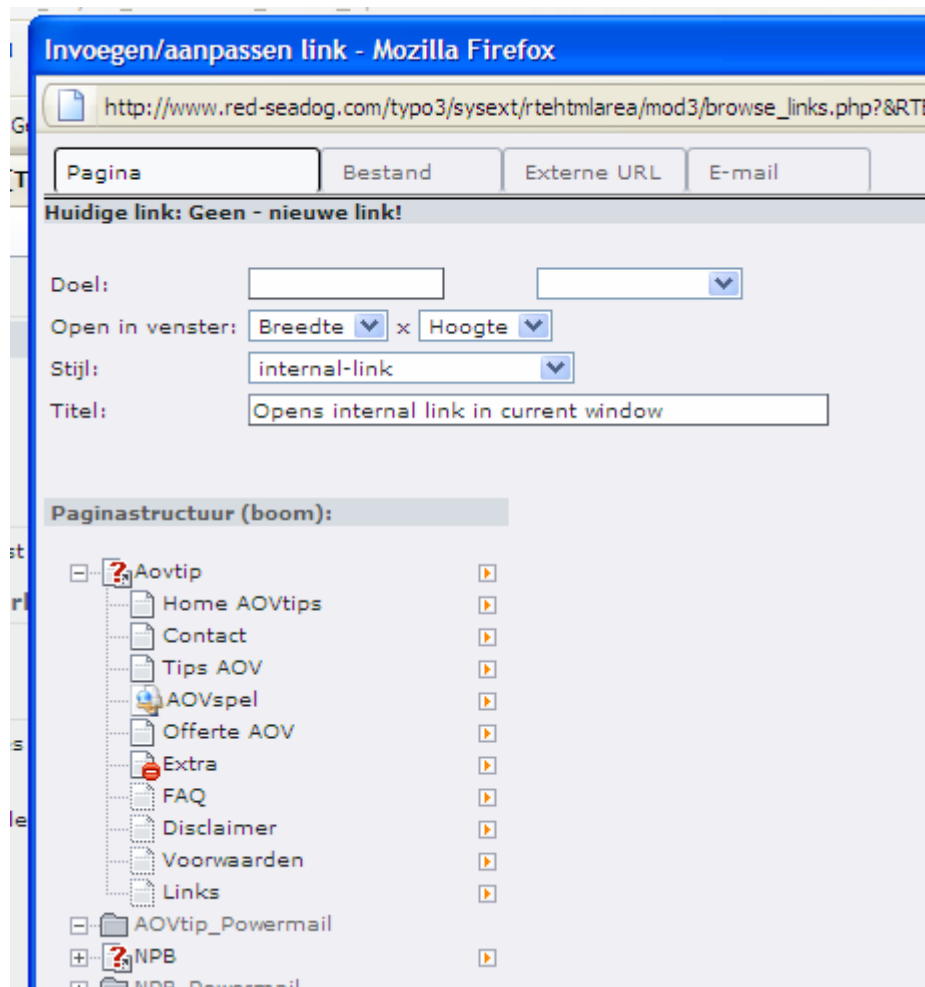 Invoegen/aanpassen link - Mozilla Firefox
http://www.red-seadog.com/typo3/sysext/rtehtmlarea/mod3/browse_links.php?&RTE
Pagina Bestand Externe URL E-mail
Huidige link: Geen - nieuwe link!
Doel:
Open in venster: Breedte x Hoogte
Stijl: internal-link
Titel: Opens internal link in current window
Paginastructuur (boom):
Aovtip
Home AOVtips
Contact
Tips AOV
AOVspel
Offerte AOV
Extra
FAQ
Disclaimer
Voorwaarden
Links
AOVtip_Powermail
NPB
NPB_Powermail